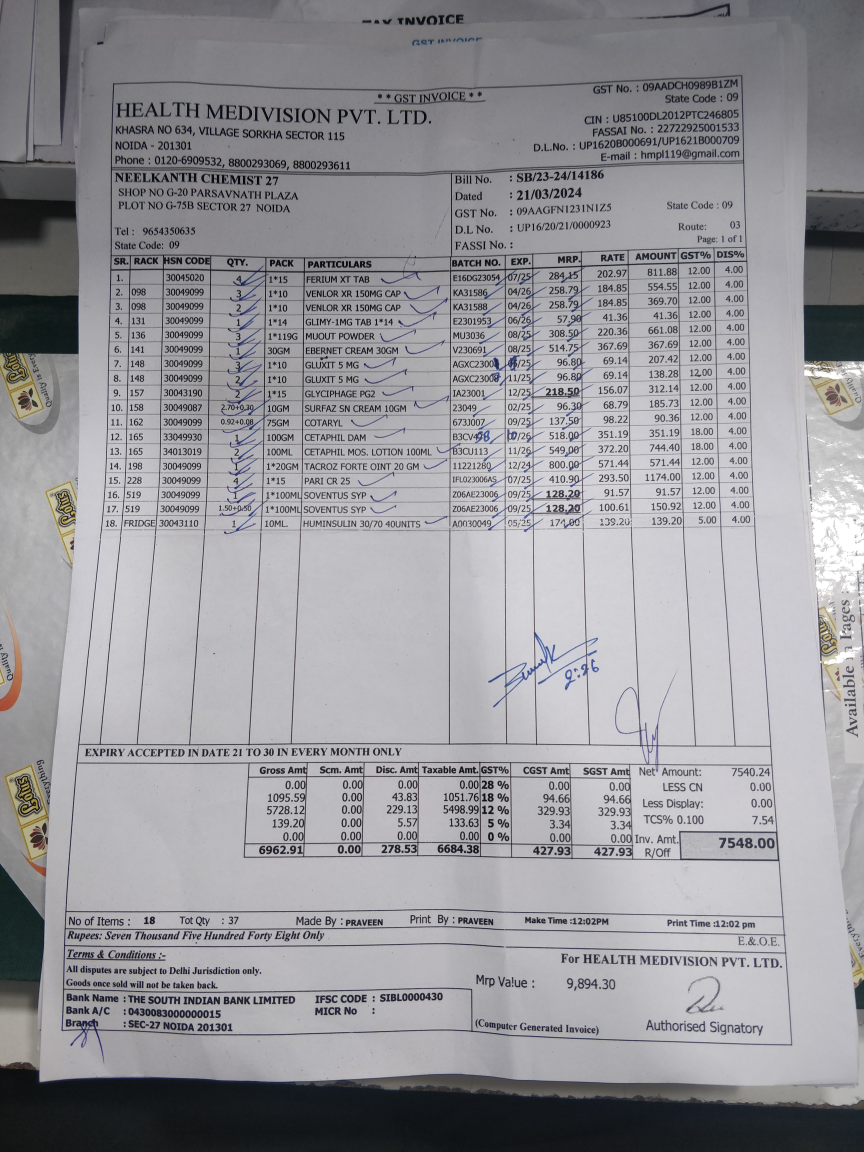 TAX INVOICE
GST INVOICE
* * GST INVOICE * *
GST No. : 09AADCH0989B1ZM
State Code : 09
HEALTH MEDIVISION PVT. LTD.
KHASRA NO 634, VILLAGE SORKHA SECTOR 115
NOIDA - 201301
Phone : 0120-6909532, 8800293069, 8800293611
CIN : U85100DL2012PTC246805
FASSAI No. : 22722925001533
D.L.No. : UP1620B000691/UP1621B000709
E-mail : hmpl119@gmail.com
NEELKANTH CHEMIST 27
SHOP NO G-20 PARSAVNATH PLAZA
PLOT NO G-75B SECTOR 27 NOIDA
Tel : 9654350635
State Code: 09
Bill No. : SB/23-24/14186
Dated : 21/03/2024
GST No. : 09AAGFN1231N1Z5 State Code : 09
D.L No. : UP16/20/21/0000923 Route: 03
FASSI No. : Page: 1 of 1
SR. RACK HSN CODE QTY. PACK PARTICULARS BATCH NO. EXP. MRP. RATE AMOUNT GST% DIS%
1. 30045020 4 1*15 FERIUM XT TAB E16DG23054 07/25 284.15 202.97 811.88 12.00 4.00
2. 098 30049099 3 1*10 VENLOR XR 150MG CAP KA31586 04/26 258.79 184.85 554.55 12.00 4.00
3. 098 30049099 2 1*10 VENLOR XR 150MG CAP KA31588 04/26 258.79 184.85 369.70 12.00 4.00
4. 131 30049099 1 1*14 GLIMY-1MG TAB 1*14 E2301953 06/26 57.90 41.36 41.36 12.00 4.00
5. 136 30049099 3 1*119G MUOUT POWDER MU3036 08/25 308.50 220.36 661.08 12.00 4.00
6. 141 30049099 1 30GM EBERNET CREAM 30GM V230691 08/25 514.75 367.69 367.69 12.00 4.00
7. 148 30049099 3 1*10 GLUXIT 5 MG 96.80 69.14 207.42 12.00 4.00
8. 148 30049099 2 1*10 GLUXIT 5 MG 11/25 96.80 69.14 138.28 12.00 4.00
9. 157 30043190 2 1*15 GLYCIPHAGE PG2 IA23001 12/25 218.50 156.07 312.14 12.00 4.00
10. 158 30049087 2.70+0.30 10GM SURFAZ SN CREAM 10GM 23049 02/25 96.30 68.79 185.73 12.00 4.00
11. 162 30049099 0.92+0.08 75GM COTARYL 673J007 09/25 137.50 98.22 90.36 12.00 4.00
12. 165 33049930 1 100GM CETAPHIL DAM /26 518.00 351.19 351.19 18.00 4.00
13. 165 34013019 2 100ML CETAPHIL MOS. LOTION 100ML B3CU113 11/26 549.00 372.20 744.40 18.00 4.00
14. 198 30049099 1 1*20GM TACROZ FORTE OINT 20 GM 11221280 12/24 800.00 571.44 571.44 12.00 4.00
15. 228 30049099 4 1*15 PARI CR 25 IFL023006AS 07/25 410.90 293.50 1174.00 12.00 4.00
16. 519 30049099 1 1*100ML SOVENTUS SYP Z06AE23006 09/25 128.20 91.57 91.57 12.00 4.00
17. 519 30049099 1.50+0.50 1*100ML SOVENTUS SYP Z06AE23006 09/25 128.20 100.61 150.92 12.00 4.00
18. FRIDGE 30043110 1 10ML. HUMINSULIN 30/70 40UNITS A0030049 05/25 174.00 139.20 139.20 5.00 4.00
2:26
EXPIRY ACCEPTED IN DATE 21 TO 30 IN EVERY MONTH ONLY
Gross Amt Scm. Amt Disc. Amt Taxable Amt. GST% CGST Amt SGST Amt
0.00 0.00 0.00 0.00 28 % 0.00 0.00
1095.59 0.00 43.83 1051.76 18 % 94.66 94.66
5728.12 0.00 229.13 5498.99 12 % 329.93 329.93
139.20 0.00 5.57 133.63 5 % 3.34 3.34
0.00 0.00 0.00 0.00 0 % 0.00 0.00
6962.91 0.00 278.53 6684.38 427.93 427.93
Net Amount: 7540.24
LESS CN 0.00
Less Display: 0.00
TCS% 0.100 7.54
Inv. Amt. 7548.00
R/Off
No of Items : 18 Tot Qty : 37 Made By : PRAVEEN Print By : PRAVEEN Make Time :12:02PM Print Time :12:02 pm
Rupees: Seven Thousand Five Hundred Forty Eight Only
E.&.O.E.
Terms & Conditions :-
All disputes are subject to Delhi Jurisdiction only.
Goods once sold will not be taken back.
For HEALTH MEDIVISION PVT. LTD.
Mrp Value : 9,894.30
Bank Name : THE SOUTH INDIAN BANK LIMITED IFSC CODE : SIBL0000430
Bank A/C : 0430083000000015 MICR No :
Branch : SEC-27 NOIDA 201301
(Computer Generated Invoice)
Authorised Signatory
Available in Pages :